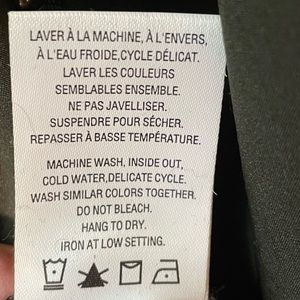 LAVER À LA MACHINE, À L'ENVERS,
À L'EAU FROIDE,CYCLE DÉLICAT.
LAVER LES COULEURS
SEMBLABLES ENSEMBLE.
NE PAS JAVELLISER.
SUSPENDRE POUR SÉCHER.
REPASSER À BASSE TEMPÉRATURE.
MACHINE WASH, INSIDE OUT,
COLD WATER,DELICATE CYCLE.
WASH SIMILAR COLORS TOGETHER.
DO NOT BLEACH.
HANG TO DRY.
IRON AT LOW SETTING.